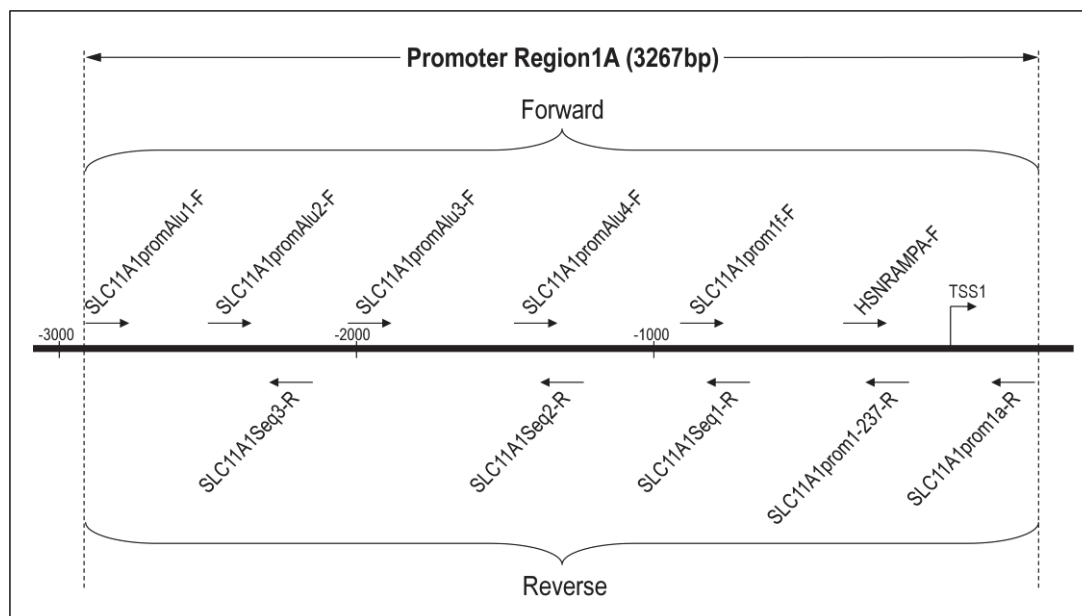 Promoter Region1A (3267bp)
Forward
SLC11A1promAlu1-F
SLC11A1promAlu2-F
SLC11A1promAlu3-F
SLC11A1promAlu4-F
SLC11A1prom1f-F
HSNRAMPA-F
TSS1
-3000
-2000
-1000
SLC11A1Seq3-R
SLC11A1Seq2-R
SLC11A1Seq1-R
SLC11A1prom1-237-R
SLC11A1prom1a-R
Reverse